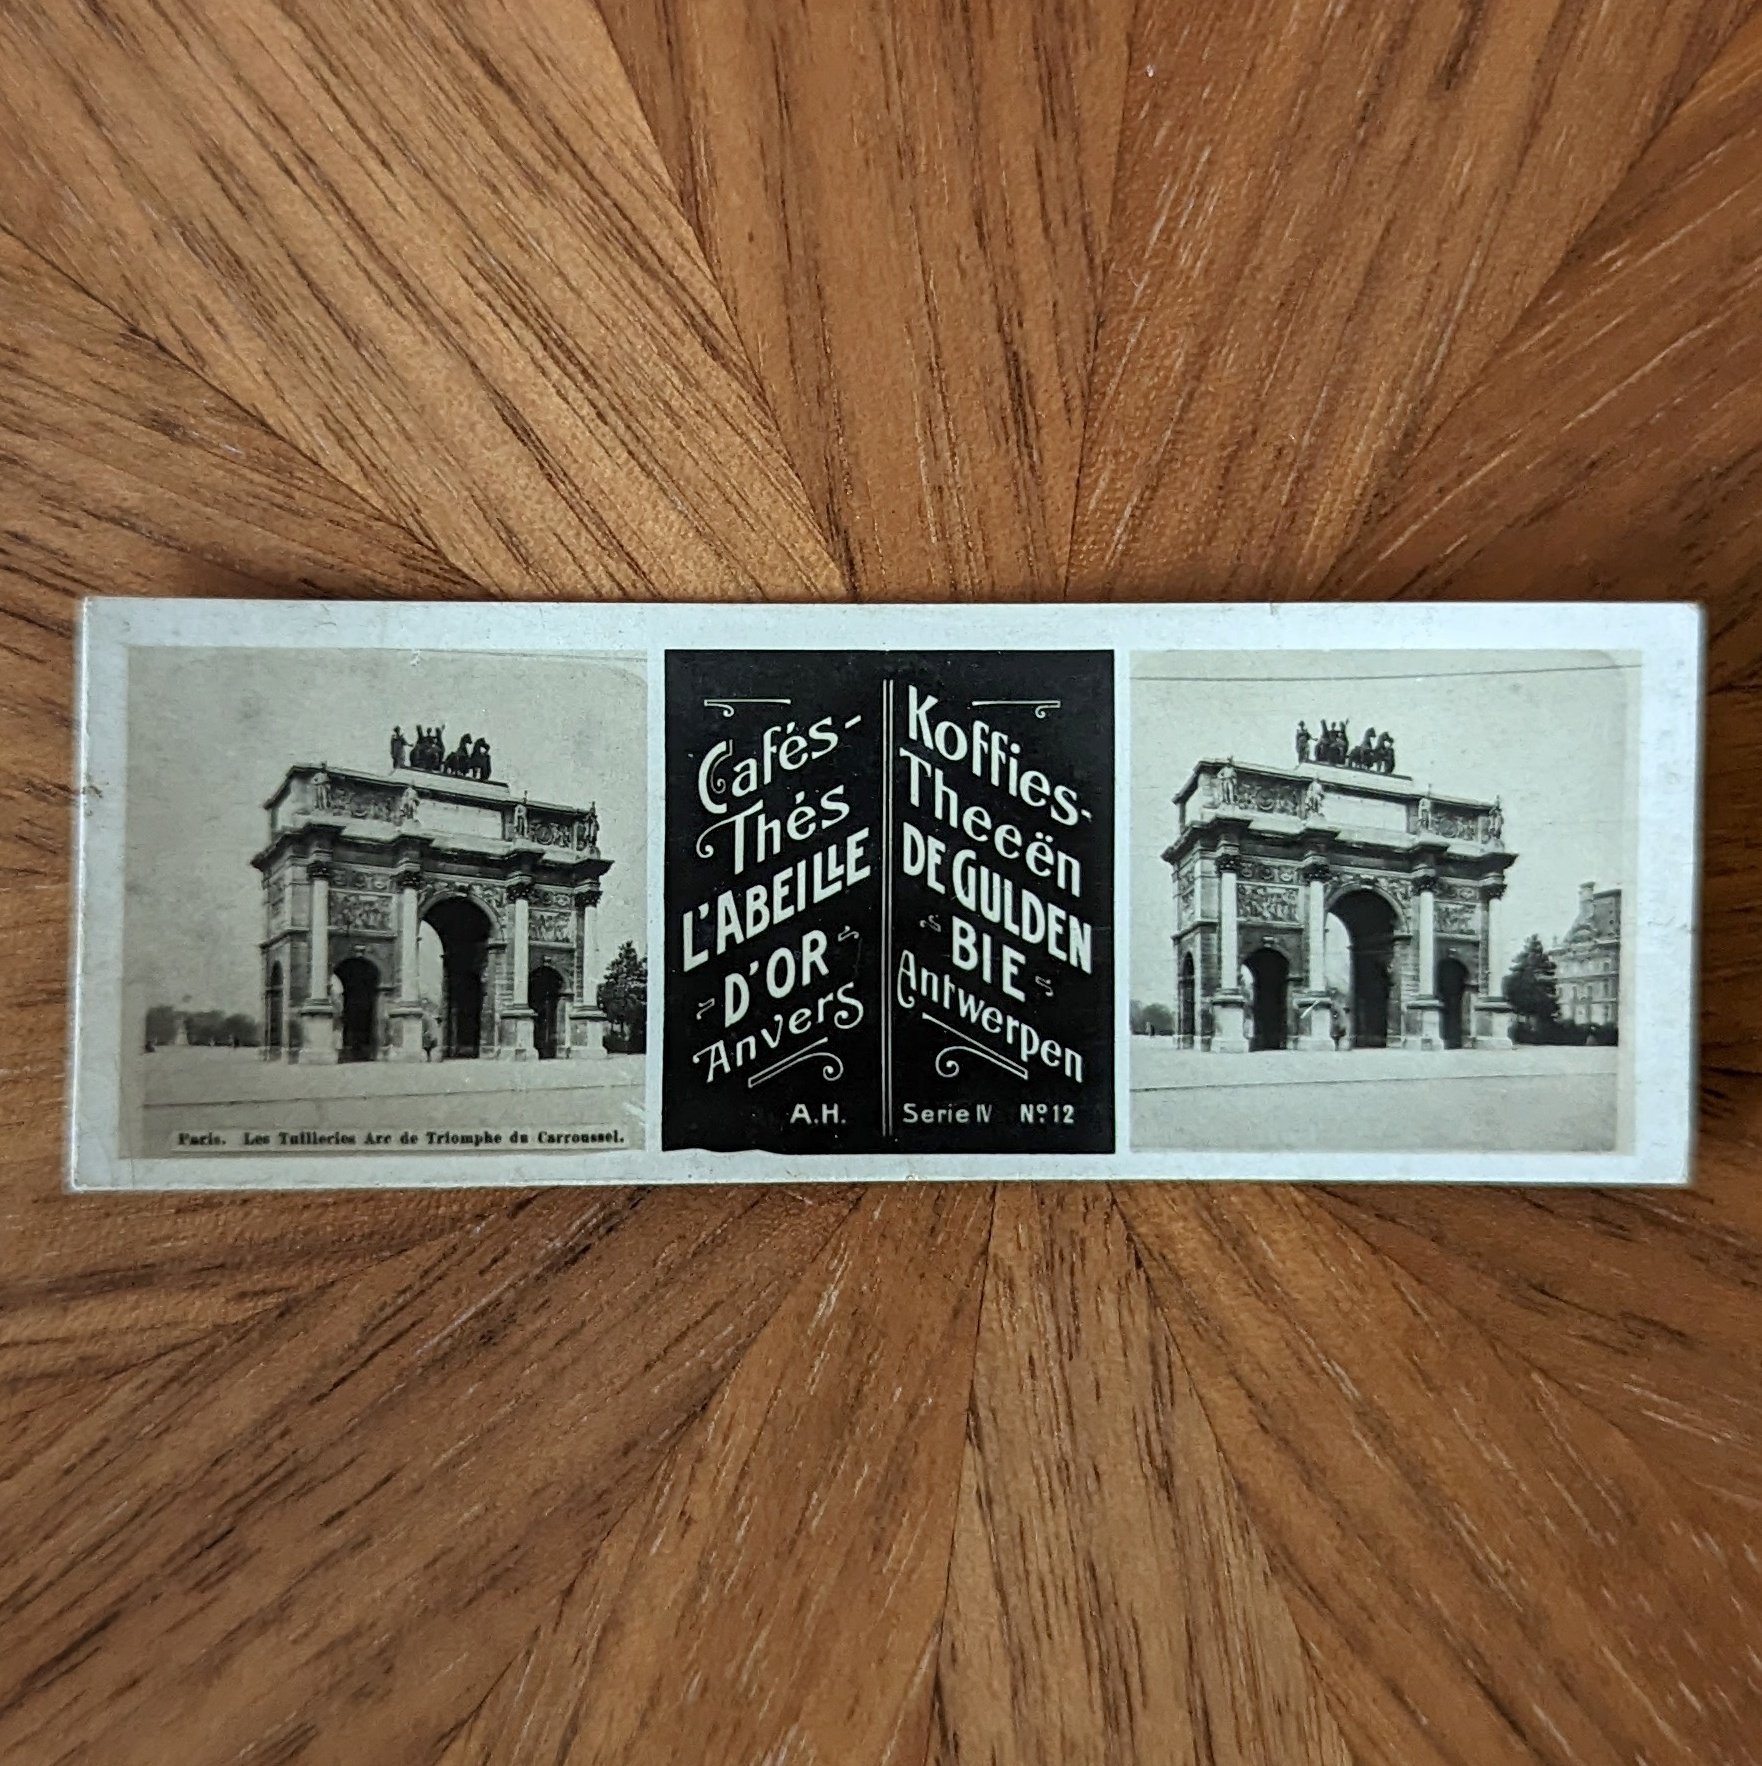 Paris. Les Tuilleries Arc de Triomphe du Carroussel.
Cafés-
Thés
L'ABEILLE
D'OR
Anvers
A.H.
Koffies-
Theeën
DE GULDEN
BIE
Antwerpen
Serie IV Nº 12